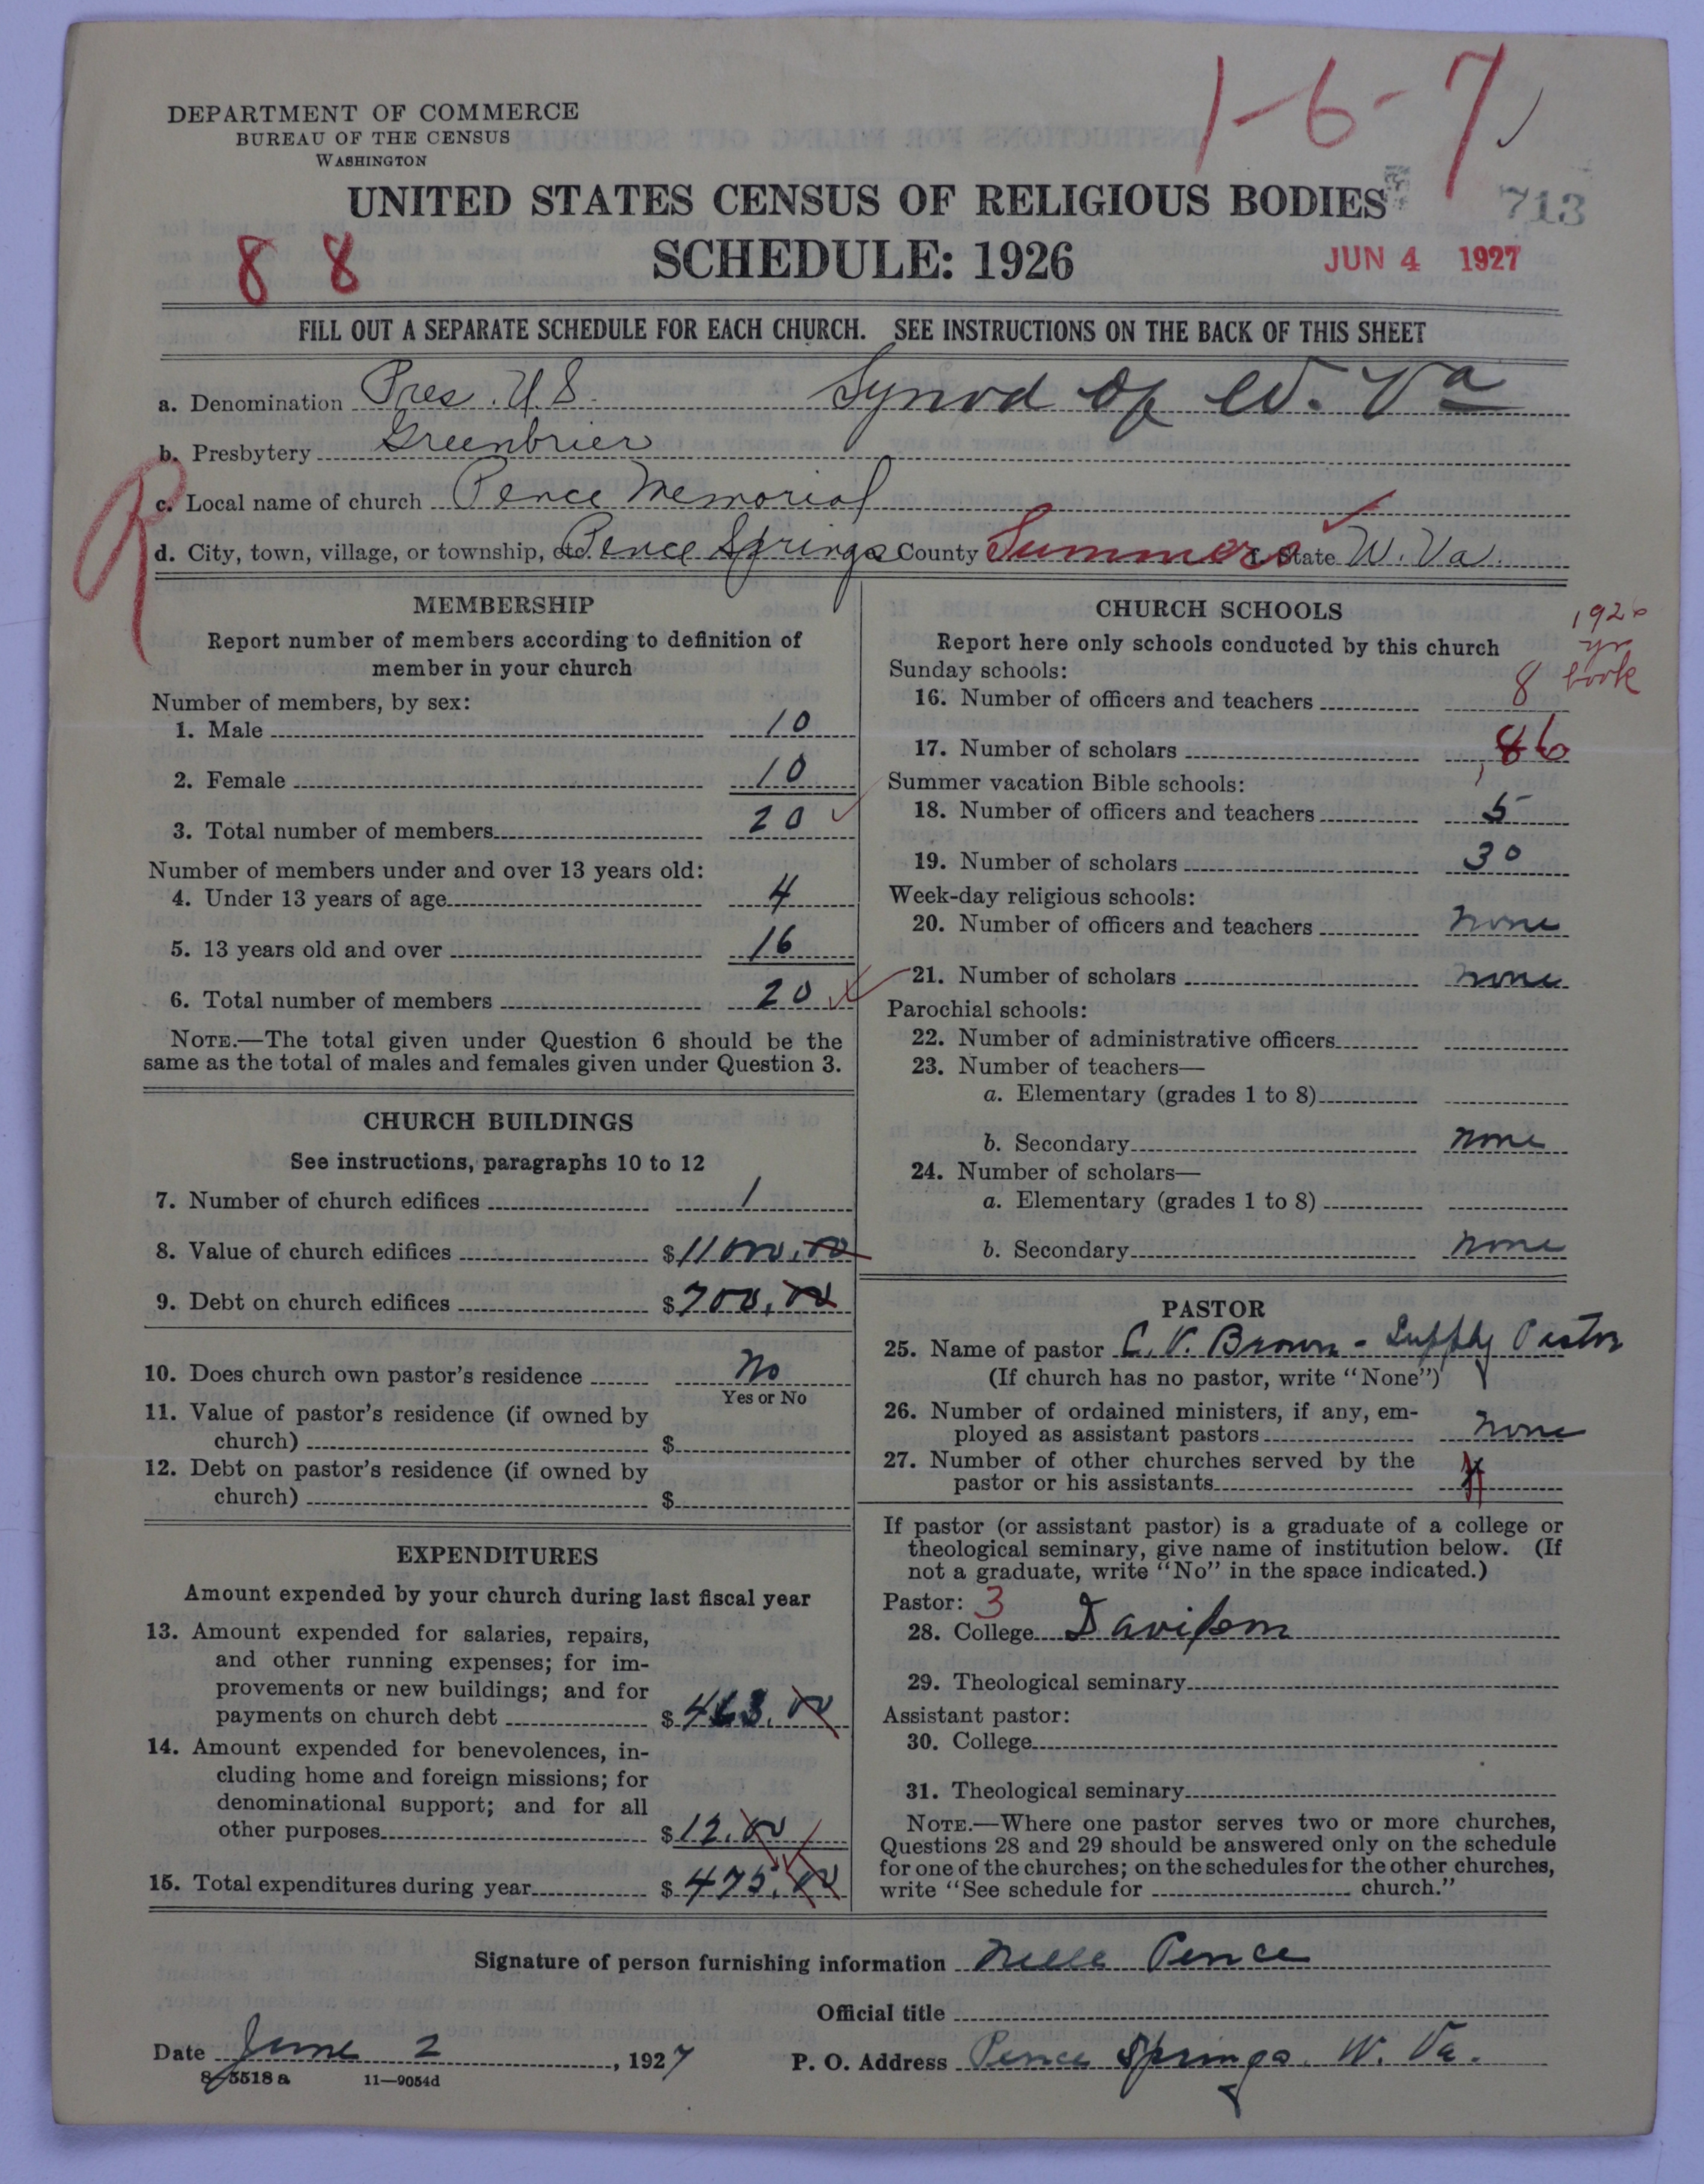 1-6-7
DEPARTMENT OF COMMERCE
BUREAU OF THE CENSUS
WASHINGTON
UNITED STATES CENSUS OF RELIGIOUS BODIES
713
8 8
SCHEDULE: 1926
JUN 4 1927
FILL OUT A SEPARATE SCHEDULE FOR EACH CHURCH. SEE INSTRUCTIONS ON THE BACK OF THIS SHEET
a. Denomination Pres. U.S. Synod of W. Va
b. Presbytery Greenbrier
R
c. Local name of church Pence Memorial
d. City, town, village, or township, etc. Pence Springs County Summers f. State W. Va.
MEMBERSHIP
Report number of members according to definition of
member in your church
Number of members, by sex:
1. Male 10
2. Female 10
3. Total number of members 20
Number of members under and over 13 years old:
4. Under 13 years of age 4
5. 13 years old and over 16
6. Total number of members 20
NOTE.—The total given under Question 6 should be the
same as the total of males and females given under Question 3.
CHURCH BUILDINGS
See instructions, paragraphs 10 to 12
7. Number of church edifices 1
8. Value of church edifices $11000.00
9. Debt on church edifices $700.00
10. Does church own pastor's residence No
Yes or No
11. Value of pastor's residence (if owned by
church) $
12. Debt on pastor's residence (if owned by
church) $
EXPENDITURES
Amount expended by your church during last fiscal year
13. Amount expended for salaries, repairs,
and other running expenses; for im-
provements or new buildings; and for
payments on church debt $463.00
14. Amount expended for benevolences, in-
cluding home and foreign missions; for
denominational support; and for all
other purposes $12.00
15. Total expenditures during year $475.00
CHURCH SCHOOLS
1926
yr
book
Report here only schools conducted by this church
Sunday schools:
16. Number of officers and teachers 8
17. Number of scholars 86
Summer vacation Bible schools:
18. Number of officers and teachers 5
19. Number of scholars 30
Week-day religious schools:
20. Number of officers and teachers none
21. Number of scholars none
Parochial schools:
22. Number of administrative officers
23. Number of teachers—
a. Elementary (grades 1 to 8)
b. Secondary none
24. Number of scholars—
a. Elementary (grades 1 to 8)
b. Secondary none
PASTOR
25. Name of pastor C. V. Brown - Supply Pastor
(If church has no pastor, write "None")
26. Number of ordained ministers, if any, em-
ployed as assistant pastors none
27. Number of other churches served by the
pastor or his assistants
If pastor (or assistant pastor) is a graduate of a college or
theological seminary, give name of institution below. (If
not a graduate, write "No" in the space indicated.)
Pastor: 3
28. College Davidson
29. Theological seminary
Assistant pastor:
30. College
31. Theological seminary
NOTE.—Where one pastor serves two or more churches,
Questions 28 and 29 should be answered only on the schedule
for one of the churches; on the schedules for the other churches,
write "See schedule for church."
Signature of person furnishing information Nelle Pence
Official title
Date June 2, 1927 P. O. Address Pence Springs. W. Va.
8-5518 a 11—9054d